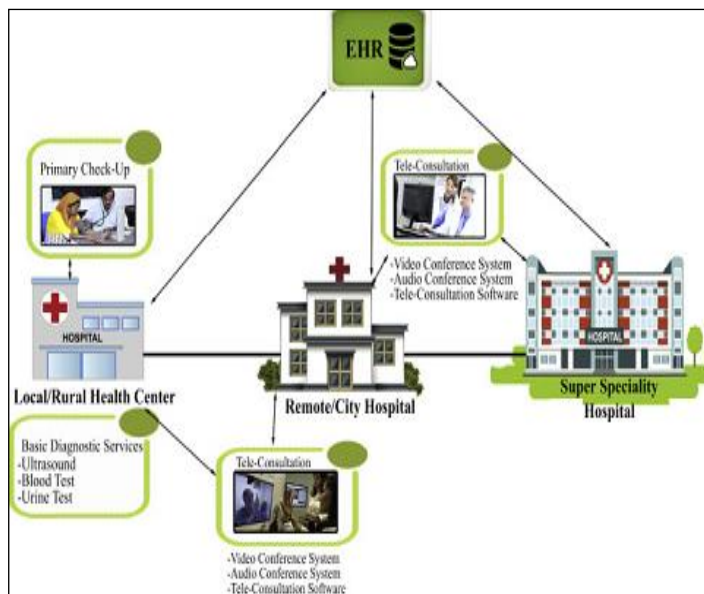 EHR
Primary Check-Up
Tele-Consultation
-Video Conference System
-Audio Conference System
-Tele-Consultation Software
HOSPITAL
HOSPITAL
Local/Rural Health Center
Remote/City Hospital
Super Speciality
Hospital
Basic Diagnostic Services
-Ultrasound
-Blood Test
-Urine Test
Tele-Consultation
-Video Conference System
-Audio Conference System
-Tele-Consultation Software